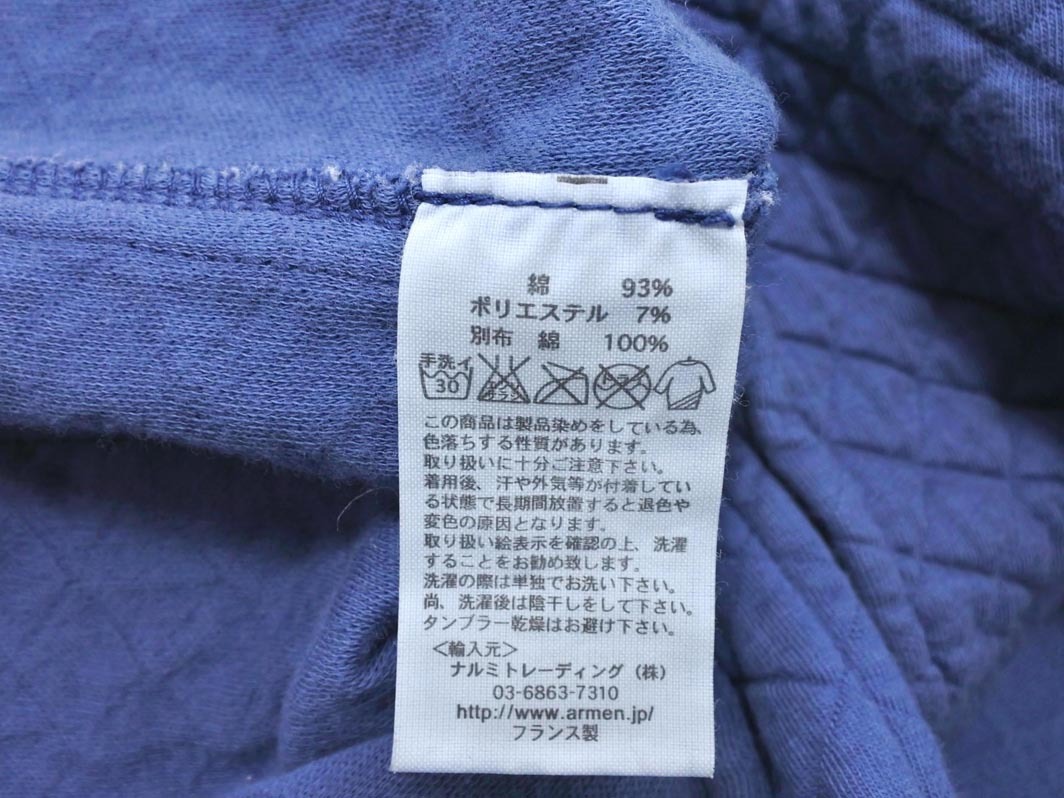 綿 93%
ポリエステル 7%
別布 綿 100%
手洗イ
30
エンソ サラシ
ドライ
この商品は製品染めをしている為、
色落ちする性質があります。
取り扱いに十分ご注意下さい。
着用後、汗や外気等が付着してい
る状態で長期間放置すると退色や
変色の原因となります。
取り扱い絵表示を確認の上、洗濯
することをお勧め致します。
洗濯の際は単独でお洗い下さい。
尚、洗濯後は陰干しをして下さい。
タンブラー乾燥はお避け下さい。
＜輸入元＞
ナルミトレーディング（株）
03-6863-7310
http://www.armen.jp/
フランス製